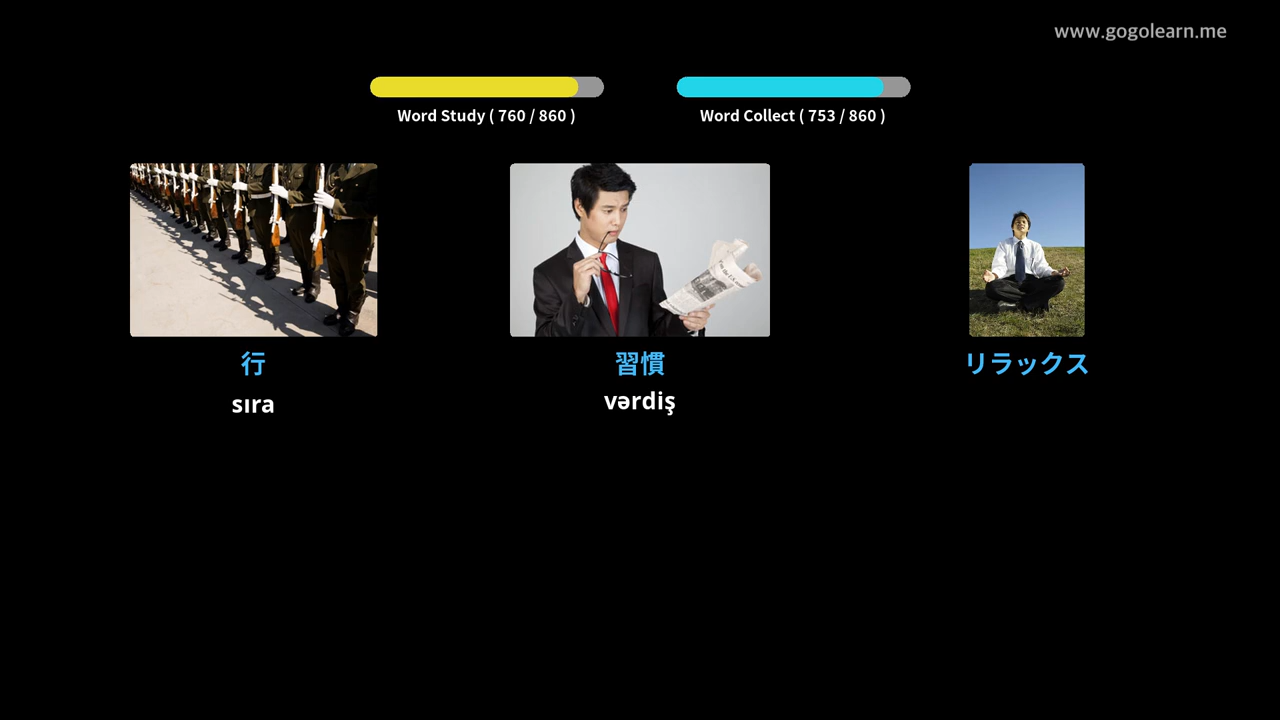 www.gogolearn.me
Word Study ( 760 / 860 )
Word Collect ( 753 / 860 )
行
習慣
リラックス
sıra
vərdiş